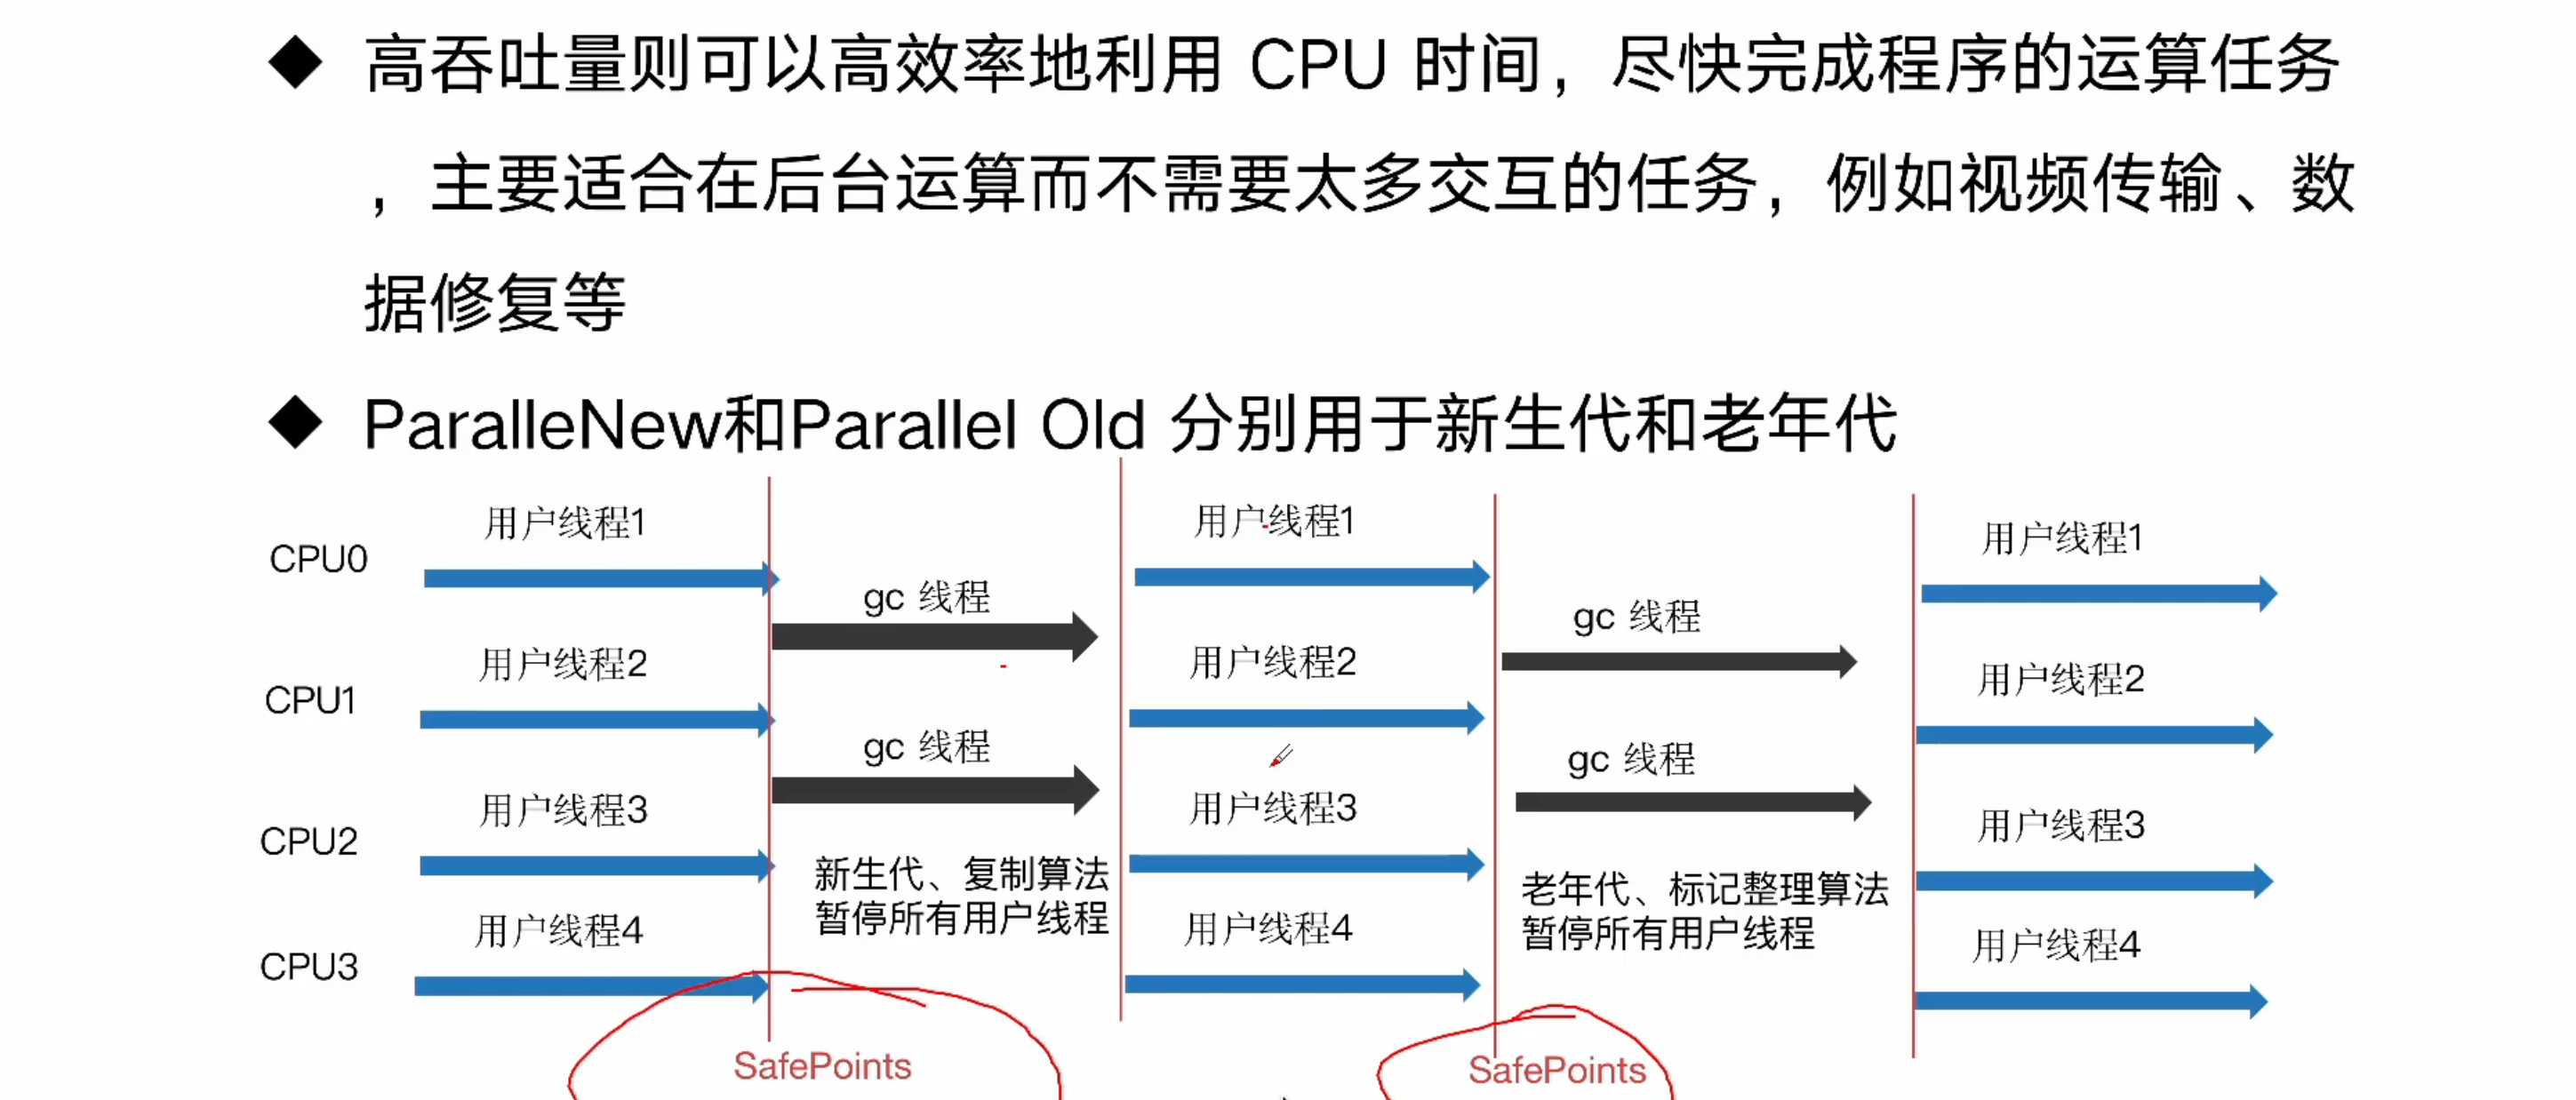 高吞吐量则可以高效率地利用 CPU 时间，尽快完成程序的运算任务
，主要适合在后台运算而不需要太多交互的任务，例如视频传输、数
据修复等
ParalleNew和Parallel Old 分别用于新生代和老年代
CPU0
用户线程1
gc 线程
用户线程1
gc 线程
用户线程1
CPU1
用户线程2
gc 线程
用户线程2
gc 线程
用户线程2
CPU2
用户线程3
用户线程3
用户线程3
新生代、复制算法
暂停所有用户线程
老年代、标记整理算法
暂停所有用户线程
CPU3
用户线程4
用户线程4
用户线程4
SafePoints
SafePoints